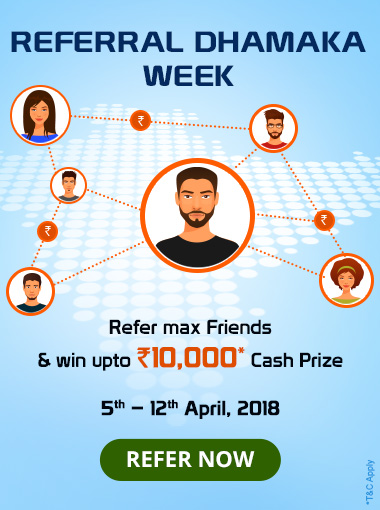 REFERRAL DHAMAKA
WEEK
₹
₹
₹
Refer max Friends
& win upto ₹10,000* Cash Prize
5th – 12th April, 2018
REFER NOW
*T&C Apply